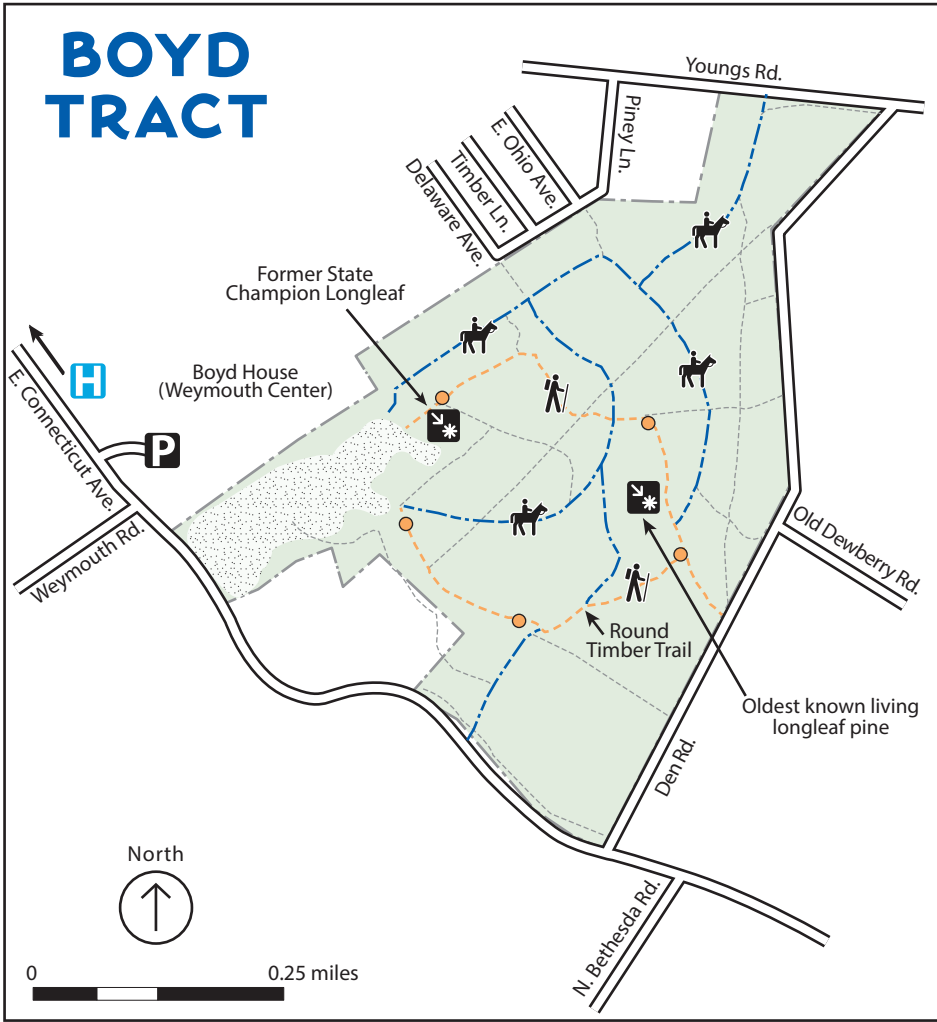 BOYD
TRACT
Youngs Rd.
Piney Ln.
E. Ohio Ave.
Timber Ln.
Delaware Ave.
Former State
Champion Longleaf
Boyd House
(Weymouth Center)
H
E. Connecticut Ave.
P
Weymouth Rd.
Old Dewberry Rd.
Round
Timber Trail
Oldest known living
longleaf pine
Den Rd.
N. Bethesda Rd.
North
0
0.25 miles